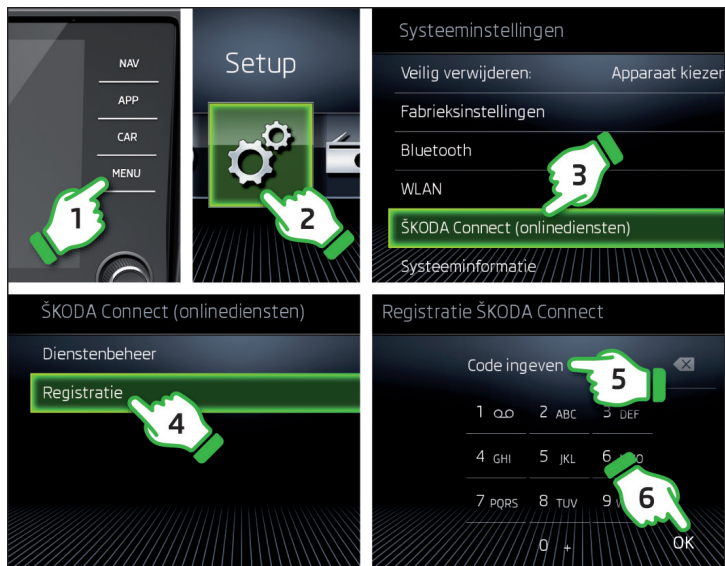 NAV
APP
CAR
MENU
1
Setup
2
Systeeminstellingen
Veilig verwijderen: Apparaat kiezer
Fabrieksinstellingen
Bluetooth
3
WLAN
ŠKODA Connect (onlinediensten)
Systeeminformatie
ŠKODA Connect (onlinediensten)
Dienstenbeheer
Registratie
4
Registratie ŠKODA Connect
Code ingeven
5
1 2 ABC 3 DEF
4 GHI 5 JKL 6
7 PQRS 8 TUV 9
6
0 + OK